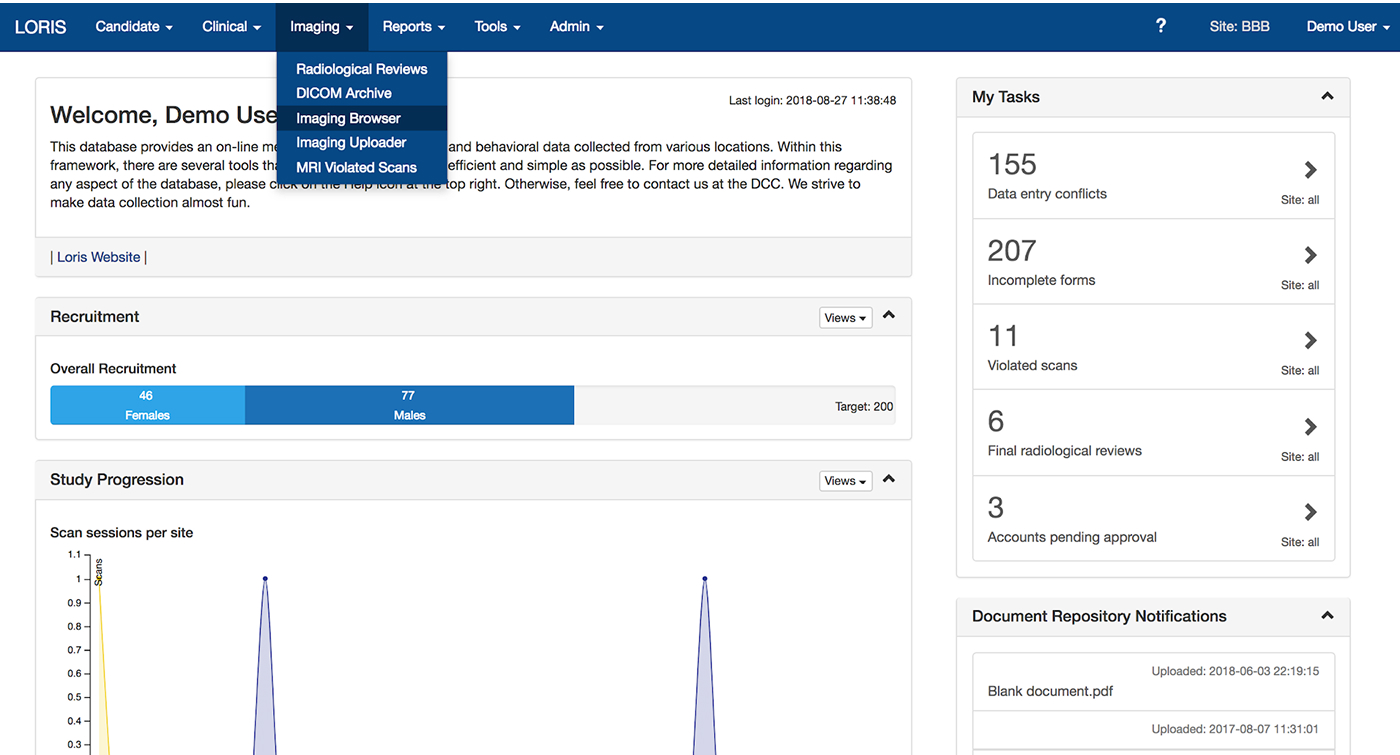 LORIS Candidate Clinical Imaging Reports Tools Admin ? Site: BBB Demo User
Radiological Reviews
DICOM Archive
Imaging Browser
Imaging Uploader
MRI Violated Scans
Last login: 2018-08-27 11:38:48
Welcome, Demo Use
This database provides an on-line me and behavioral data collected from various locations. Within this
framework, there are several tools tha efficient and simple as possible. For more detailed information regarding
any aspect of the database, please click on the Help icon at the top right. Otherwise, feel free to contact us at the DCC. We strive to
make data collection almost fun.
| Loris Website |
Recruitment
Views
Overall Recruitment
46
Females
77
Males
Target: 200
Study Progression
Views
Scan sessions per site
Scans
1.1
1
0.9
0.8
0.7
0.6
0.5
0.4
0.3
My Tasks
155
Data entry conflicts
Site: all
207
Incomplete forms
Site: all
11
Violated scans
Site: all
6
Final radiological reviews
Site: all
3
Accounts pending approval
Site: all
Document Repository Notifications
Uploaded: 2018-06-03 22:19:15
Blank document.pdf
Uploaded: 2017-08-07 11:31:01